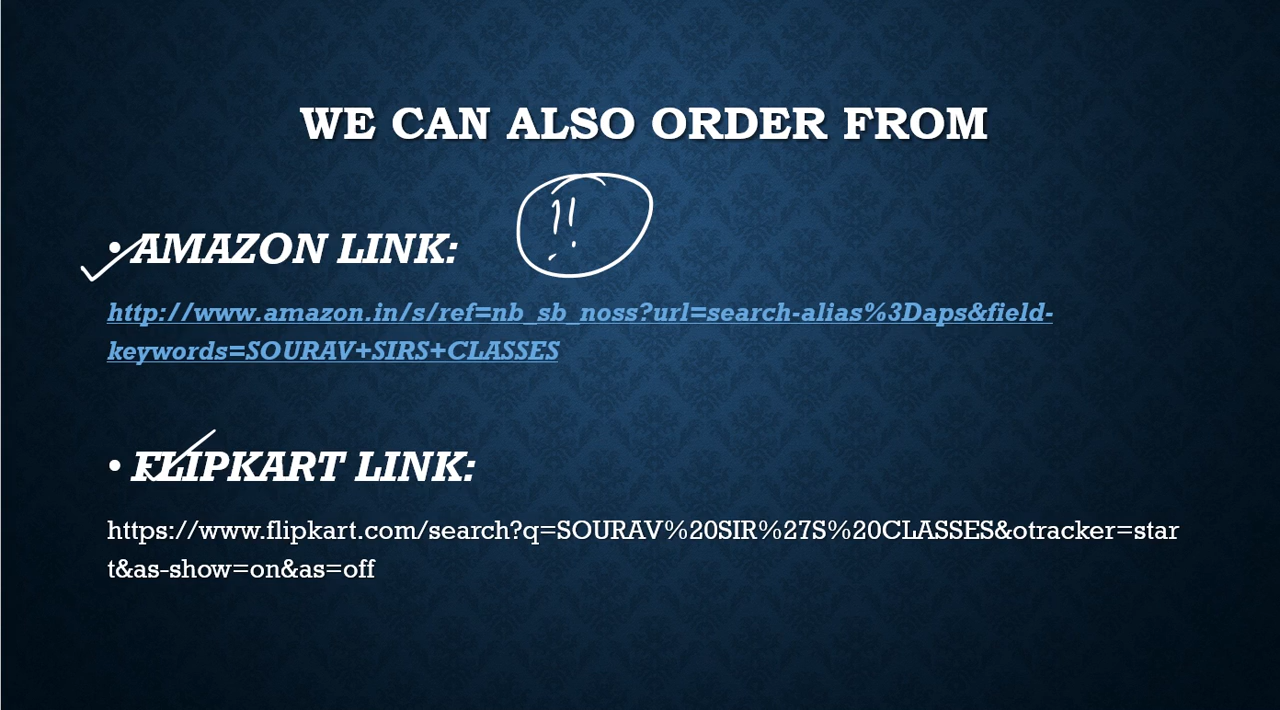 WE CAN ALSO ORDER FROM
!!
• AMAZON LINK:
http://www.amazon.in/s/ref=nb_sb_noss?url=search-alias%3Daps&field-
keywords=SOURAV+SIRS+CLASSES
• FLIPKART LINK:
https://www.flipkart.com/search?q=SOURAV%20SIR%27S%20CLASSES&otracker=star
t&as-show=on&as=off